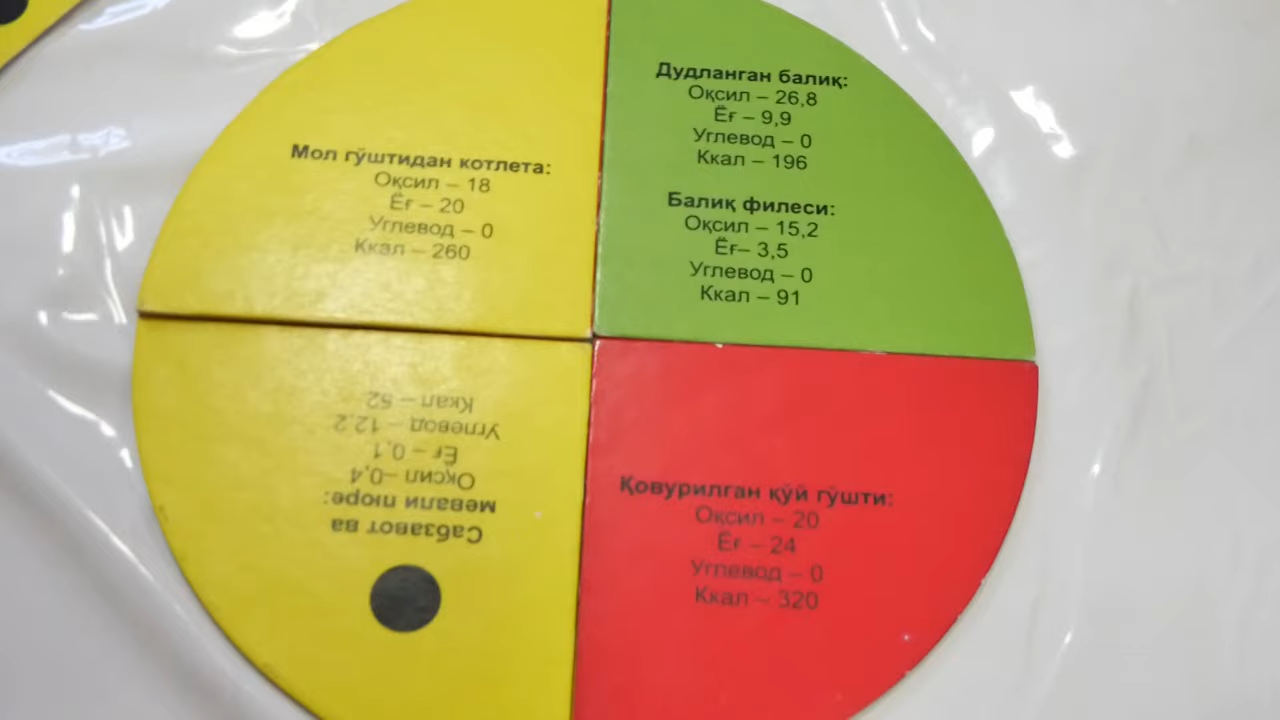 Мол гўштидан котлета:
Оқсил – 18
Ёғ – 20
Углевод – 0
Ккал – 260
Дудланган балиқ:
Оқсил – 26,8
Ёғ – 9,9
Углевод – 0
Ккал – 196
Балиқ филеси:
Оқсил – 15,2
Ёғ– 3,5
Углевод – 0
Ккал – 91
Сабзавот ва
мевали пюре:
Оқсил –0,4
Ёғ – 0,1
Углевод – 12,2
Ккал – 52
Қовурилган қўй гўшти:
Оқсил – 20
Ёғ – 24
Углевод – 0
Ккал – 320